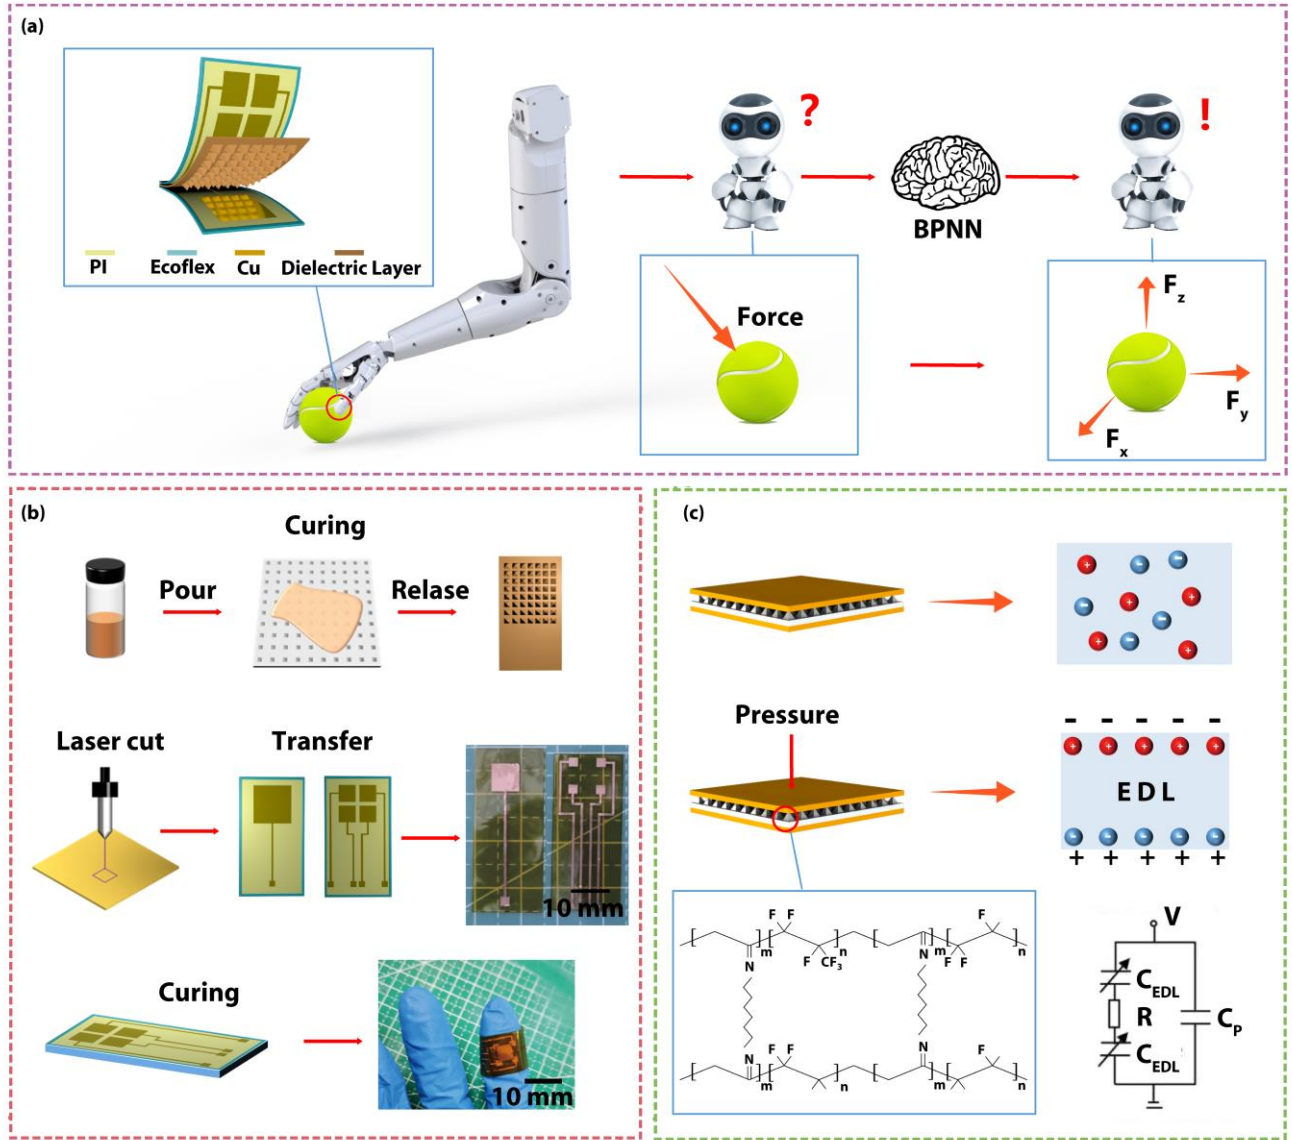 (a)
?
!
BPNN
PI Ecoflex Cu Dielectric Layer
Force
F z
F y
F x
(b)
Curing
Pour
Relase
Laser cut
Transfer
10 mm
Curing
10 mm
(c)
+ - -
- + +
+ - - +
Pressure
- - - - -
+ + + + +
EDL
- - - - -
+ + + + +
F F F
[ ]m [ ]n [ ]m [ ]n
N F CF3 N F F
N F F N F F
[ ]m [ ]n [ ]m [ ]n
V
C EDL
R
C P
C EDL